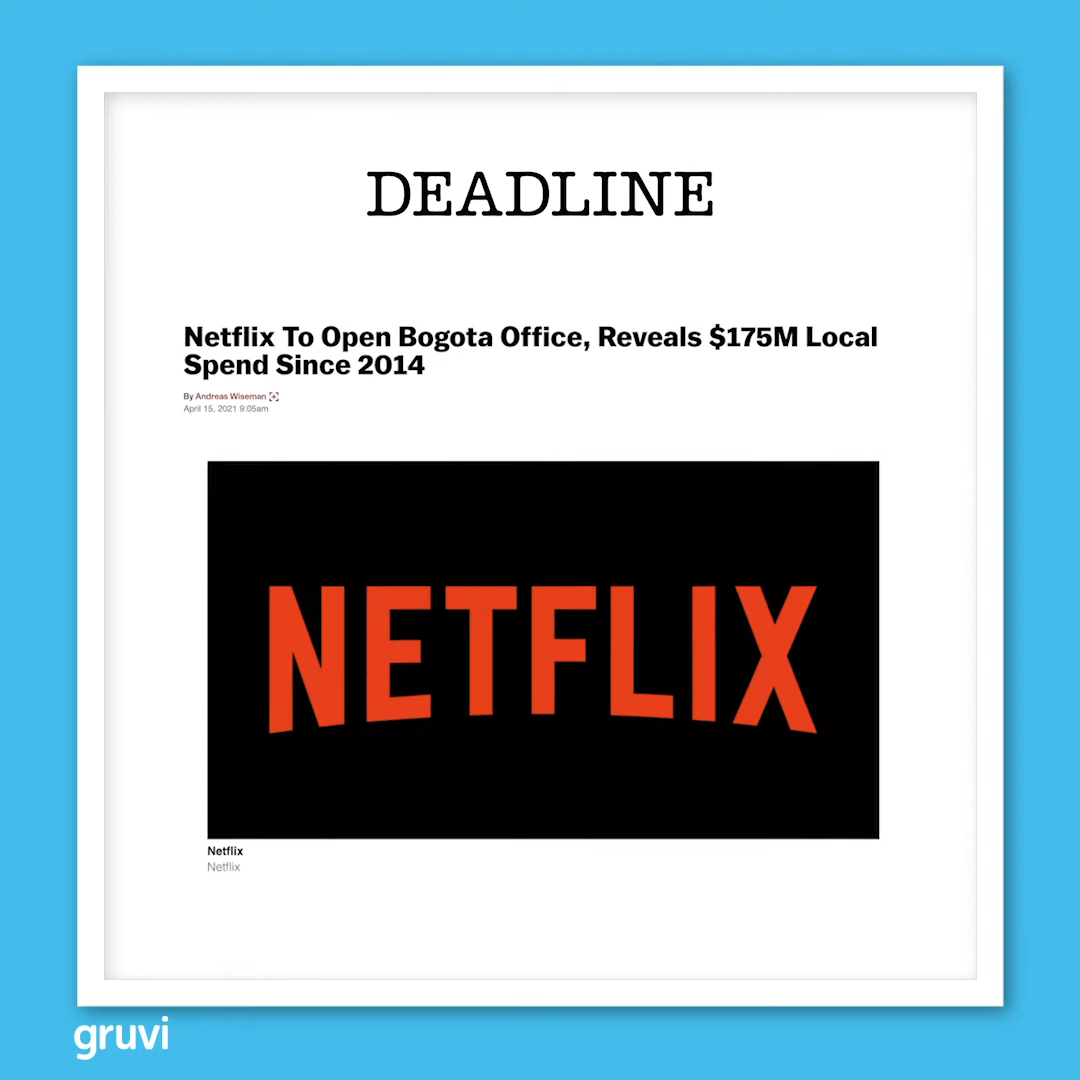 DEADLINE
Netflix To Open Bogota Office, Reveals $175M Local
Spend Since 2014
By Andreas Wiseman
April 15, 2021 9:05am
NETFLIX
Netflix
Netflix
gruvi